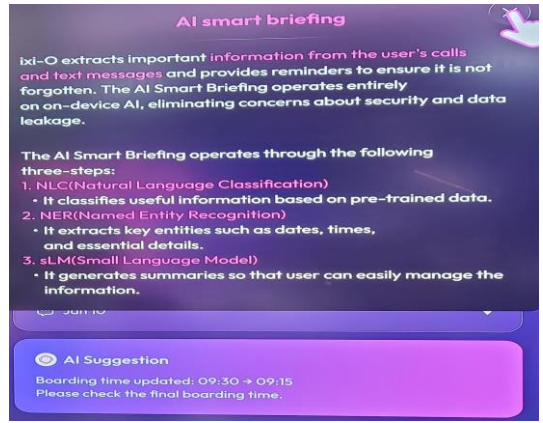 AI smart briefing
ixi-O extracts important information from the user's calls
and text messages and provides reminders to ensure it is not
forgotten. The AI Smart Briefing operates entirely
on on-device AI, eliminating concerns about security and data
leakage.
The AI Smart Briefing operates through the following
three-steps:
1. NLC(Natural Language Classification)
• It classifies useful information based on pre-trained data.
2. NER(Named Entity Recognition)
• It extracts key entities such as dates, times,
and essential details.
3. sLM(Small Language Model)
• It generates summaries so that user can easily manage the
information.
Jun 10
AI Suggestion
Boarding time updated: 09:30 → 09:15
Please check the final boarding time.